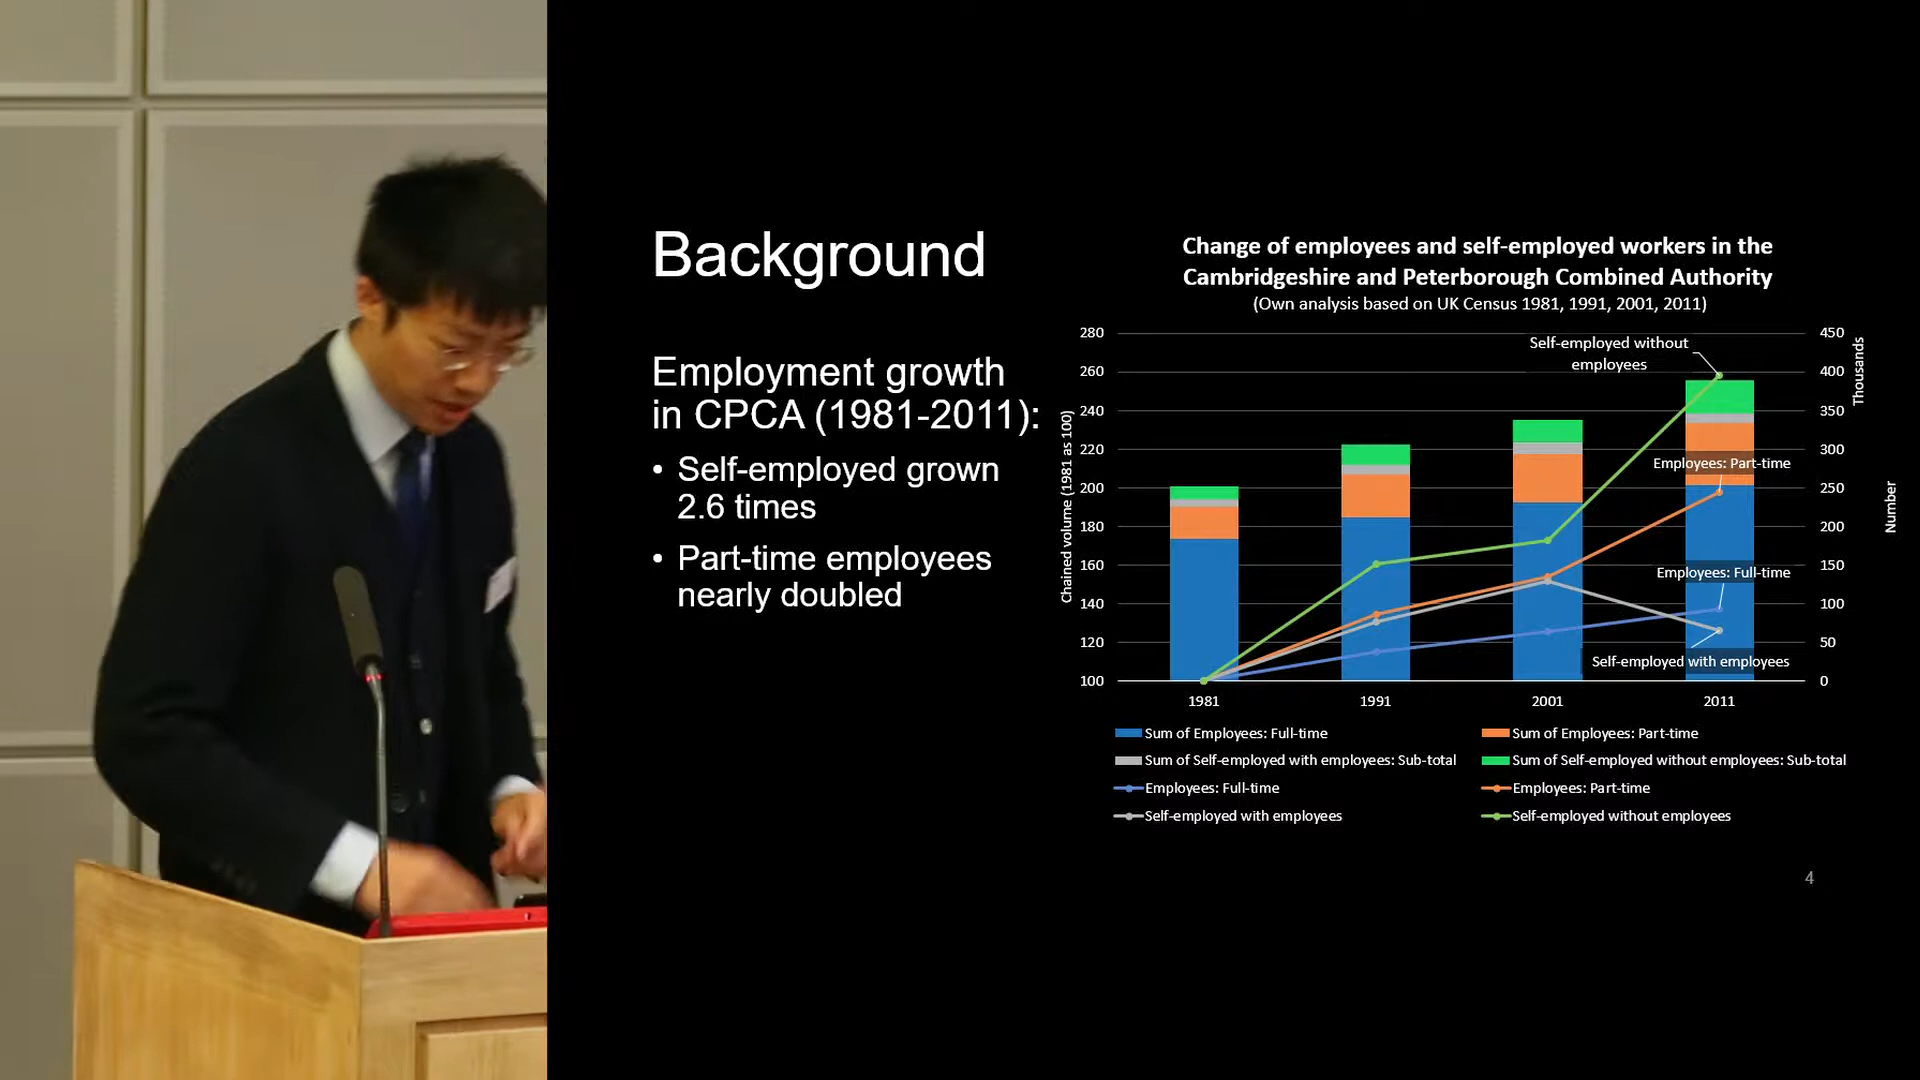 Background
Employment growth
in CPCA (1981-2011):
• Self-employed grown
2.6 times
• Part-time employees
nearly doubled
Change of employees and self-employed workers in the
Cambridgeshire and Peterborough Combined Authority
(Own analysis based on UK Census 1981, 1991, 2001, 2011)
Chained volume (1981 as 100)
280
260
240
220
200
180
160
140
120
100
Self-employed without
employees
Employees: Part-time
Employees: Full-time
Self-employed with employees
450
400
350
300
250
200
150
100
50
0
Thousands
Number
1981 1991 2001 2011
Sum of Employees: Full-time Sum of Employees: Part-time
Sum of Self-employed with employees: Sub-total Sum of Self-employed without employees: Sub-total
Employees: Full-time Employees: Part-time
Self-employed with employees Self-employed without employees
4